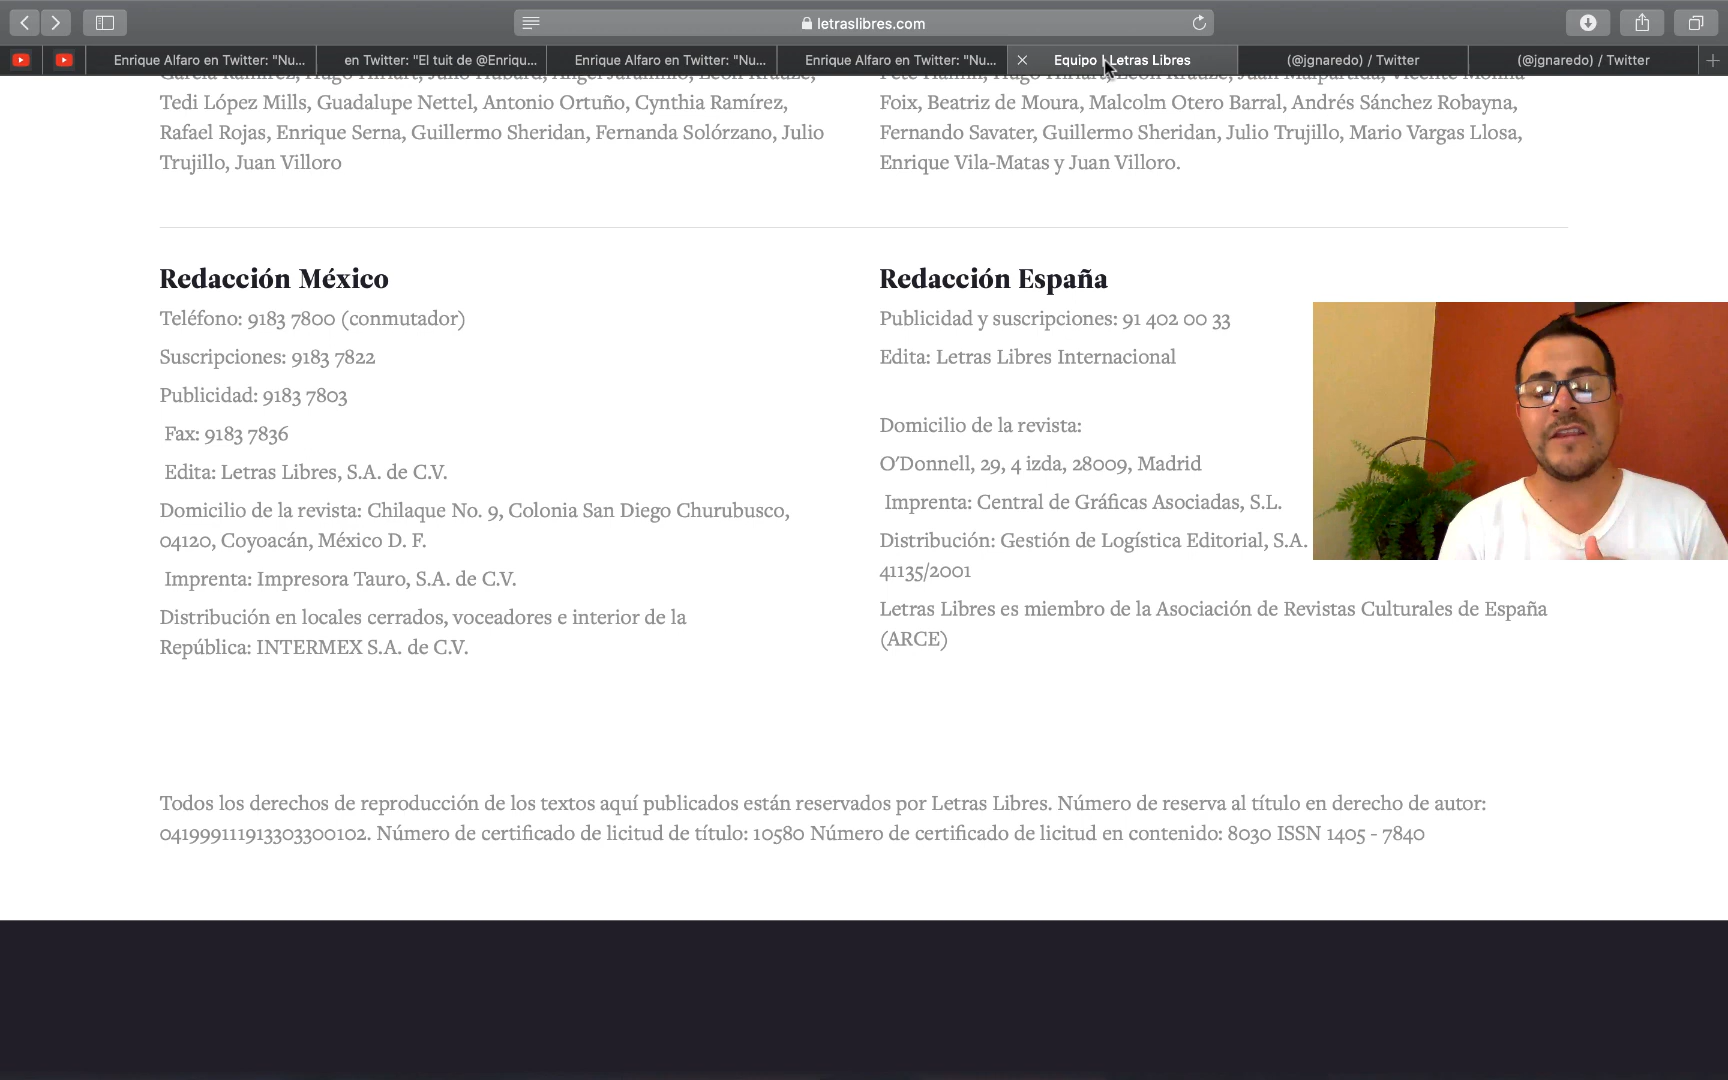 letraslibres.com
Enrique Alfaro en Twitter: "Nu...
en Twitter: "El tuit de @Enriqu...
Enrique Alfaro en Twitter: "Nu...
Enrique Alfaro en Twitter: "Nu...
Equipo | Letras Libres
(@jgnaredo) / Twitter
(@jgnaredo) / Twitter
Tedi López Mills, Guadalupe Nettel, Antonio Ortuño, Cynthia Ramírez,
Rafael Rojas, Enrique Serna, Guillermo Sheridan, Fernanda Solórzano, Julio
Trujillo, Juan Villoro
Foix, Beatriz de Moura, Malcolm Otero Barral, Andrés Sánchez Robayna,
Fernando Savater, Guillermo Sheridan, Julio Trujillo, Mario Vargas Llosa,
Enrique Vila-Matas y Juan Villoro.
Redacción México
Teléfono: 9183 7800 (conmutador)
Suscripciones: 9183 7822
Publicidad: 9183 7803
Fax: 9183 7836
Edita: Letras Libres, S.A. de C.V.
Domicilio de la revista: Chilaque No. 9, Colonia San Diego Churubusco,
04120, Coyoacán, México D. F.
Imprenta: Impresora Tauro, S.A. de C.V.
Distribución en locales cerrados, voceadores e interior de la
República: INTERMEX S.A. de C.V.
Redacción España
Publicidad y suscripciones: 91 402 00 33
Edita: Letras Libres Internacional
Domicilio de la revista:
O'Donnell, 29, 4 izda, 28009, Madrid
Imprenta: Central de Gráficas Asociadas, S.L.
Distribución: Gestión de Logística Editorial, S.A.
41135/2001
Letras Libres es miembro de la Asociación de Revistas Culturales de España
(ARCE)
Todos los derechos de reproducción de los textos aquí publicados están reservados por Letras Libres. Número de reserva al título en derecho de autor:
041999111913303300102. Número de certificado de licitud de título: 10580 Número de certificado de licitud en contenido: 8030 ISSN 1405 - 7840